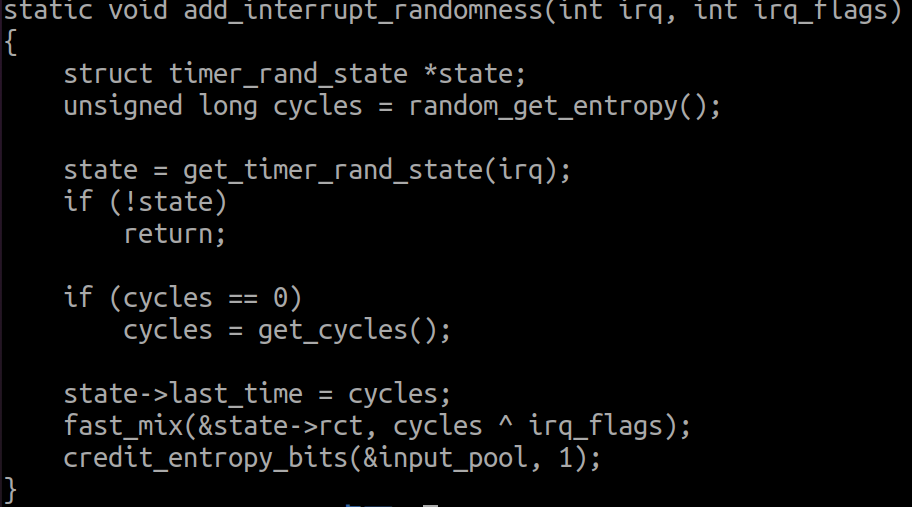 static void add_interrupt_randomness(int irq, int irq_flags)
{
    struct timer_rand_state *state;
    unsigned long cycles = random_get_entropy();

    state = get_timer_rand_state(irq);
    if (!state)
        return;

    if (cycles == 0)
        cycles = get_cycles();

    state->last_time = cycles;
    fast_mix(&state->rct, cycles ^ irq_flags);
    credit_entropy_bits(&input_pool, 1);
}